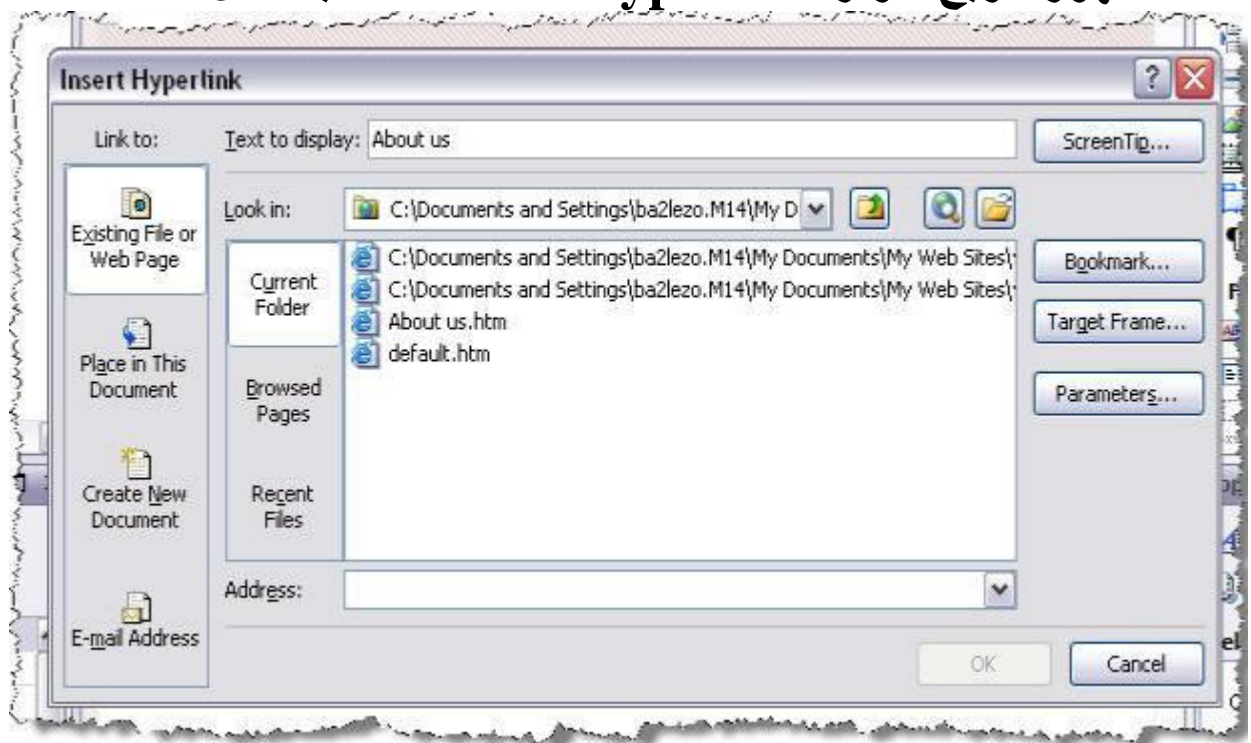 Insert Hyperlink
Link to:
Text to display: About us
ScreenTip...
Look in: C:\Documents and Settings\ba2lezo.M14\My D
Existing File or
Web Page
Place in This
Document
Create New
Document
E-mail Address
Current
Folder
Browsed
Pages
Recent
Files
C:\Documents and Settings\ba2lezo.M14\My Documents\My Web Sites\
C:\Documents and Settings\ba2lezo.M14\My Documents\My Web Sites\
About us.htm
default.htm
Bookmark...
Target Frame...
Parameters...
Address:
OK
Cancel